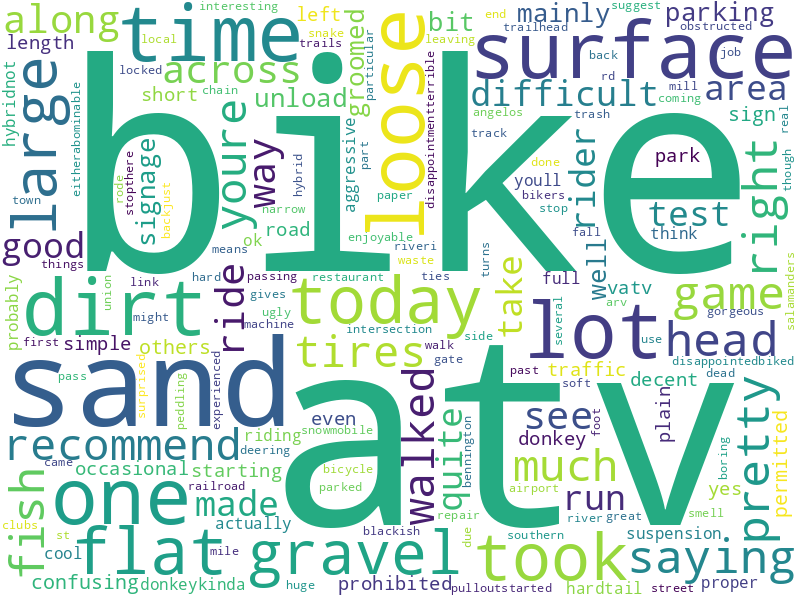 interesting
along
time
left
snake
local
trails
end
suggest
bit
mainly
parking
trailhead
obstructed
job
length
large
hybridnot
eitherabominable
locked
chain
short
across
unload
groomed
particular
aggressive
part
loose
surface
leaving
disappointmentterrible
back
rd
mill
coming
difficult
area
trash
angelos
sign
real
bike
youre
way
signage
stopthere
rode
backjust
town
track
paper
done
youll
bikers
stop
rider
park
test
think
right
though
salamanders
good
things
narrow
hybrid
ok
road
enjoyable
riveri
waste
fall
well
means
restaurant
ties
turns
full
take
vatv
game
link
hard
passing
gives
ugly
machine
might
union
probably
dirt
ride
today
intersection
side
past
arv
several
use
gorgeous
first
simple
others
tires
walk
gate
lot
head
disappointedbiked
dead
pass
surprised
peddling
experienced
sand
atv
airport
traffic
soft
decent
pretty
boring
permitted
even
snowmobile
bicycle
parked
walked
quite
bennington
see
foot
donkey
plain
recommend
riding
deering
occasional
starting
came
railroad
much
run
yes
smell
fish
one
made
actually
clubs
st
cool
mile
blackish
repair
due
southern
river
great
suspension
flat
gravel
took
saying
confusing
donkeykinda
huge
prohibited
pulloutstarted
hardtail
street
proper